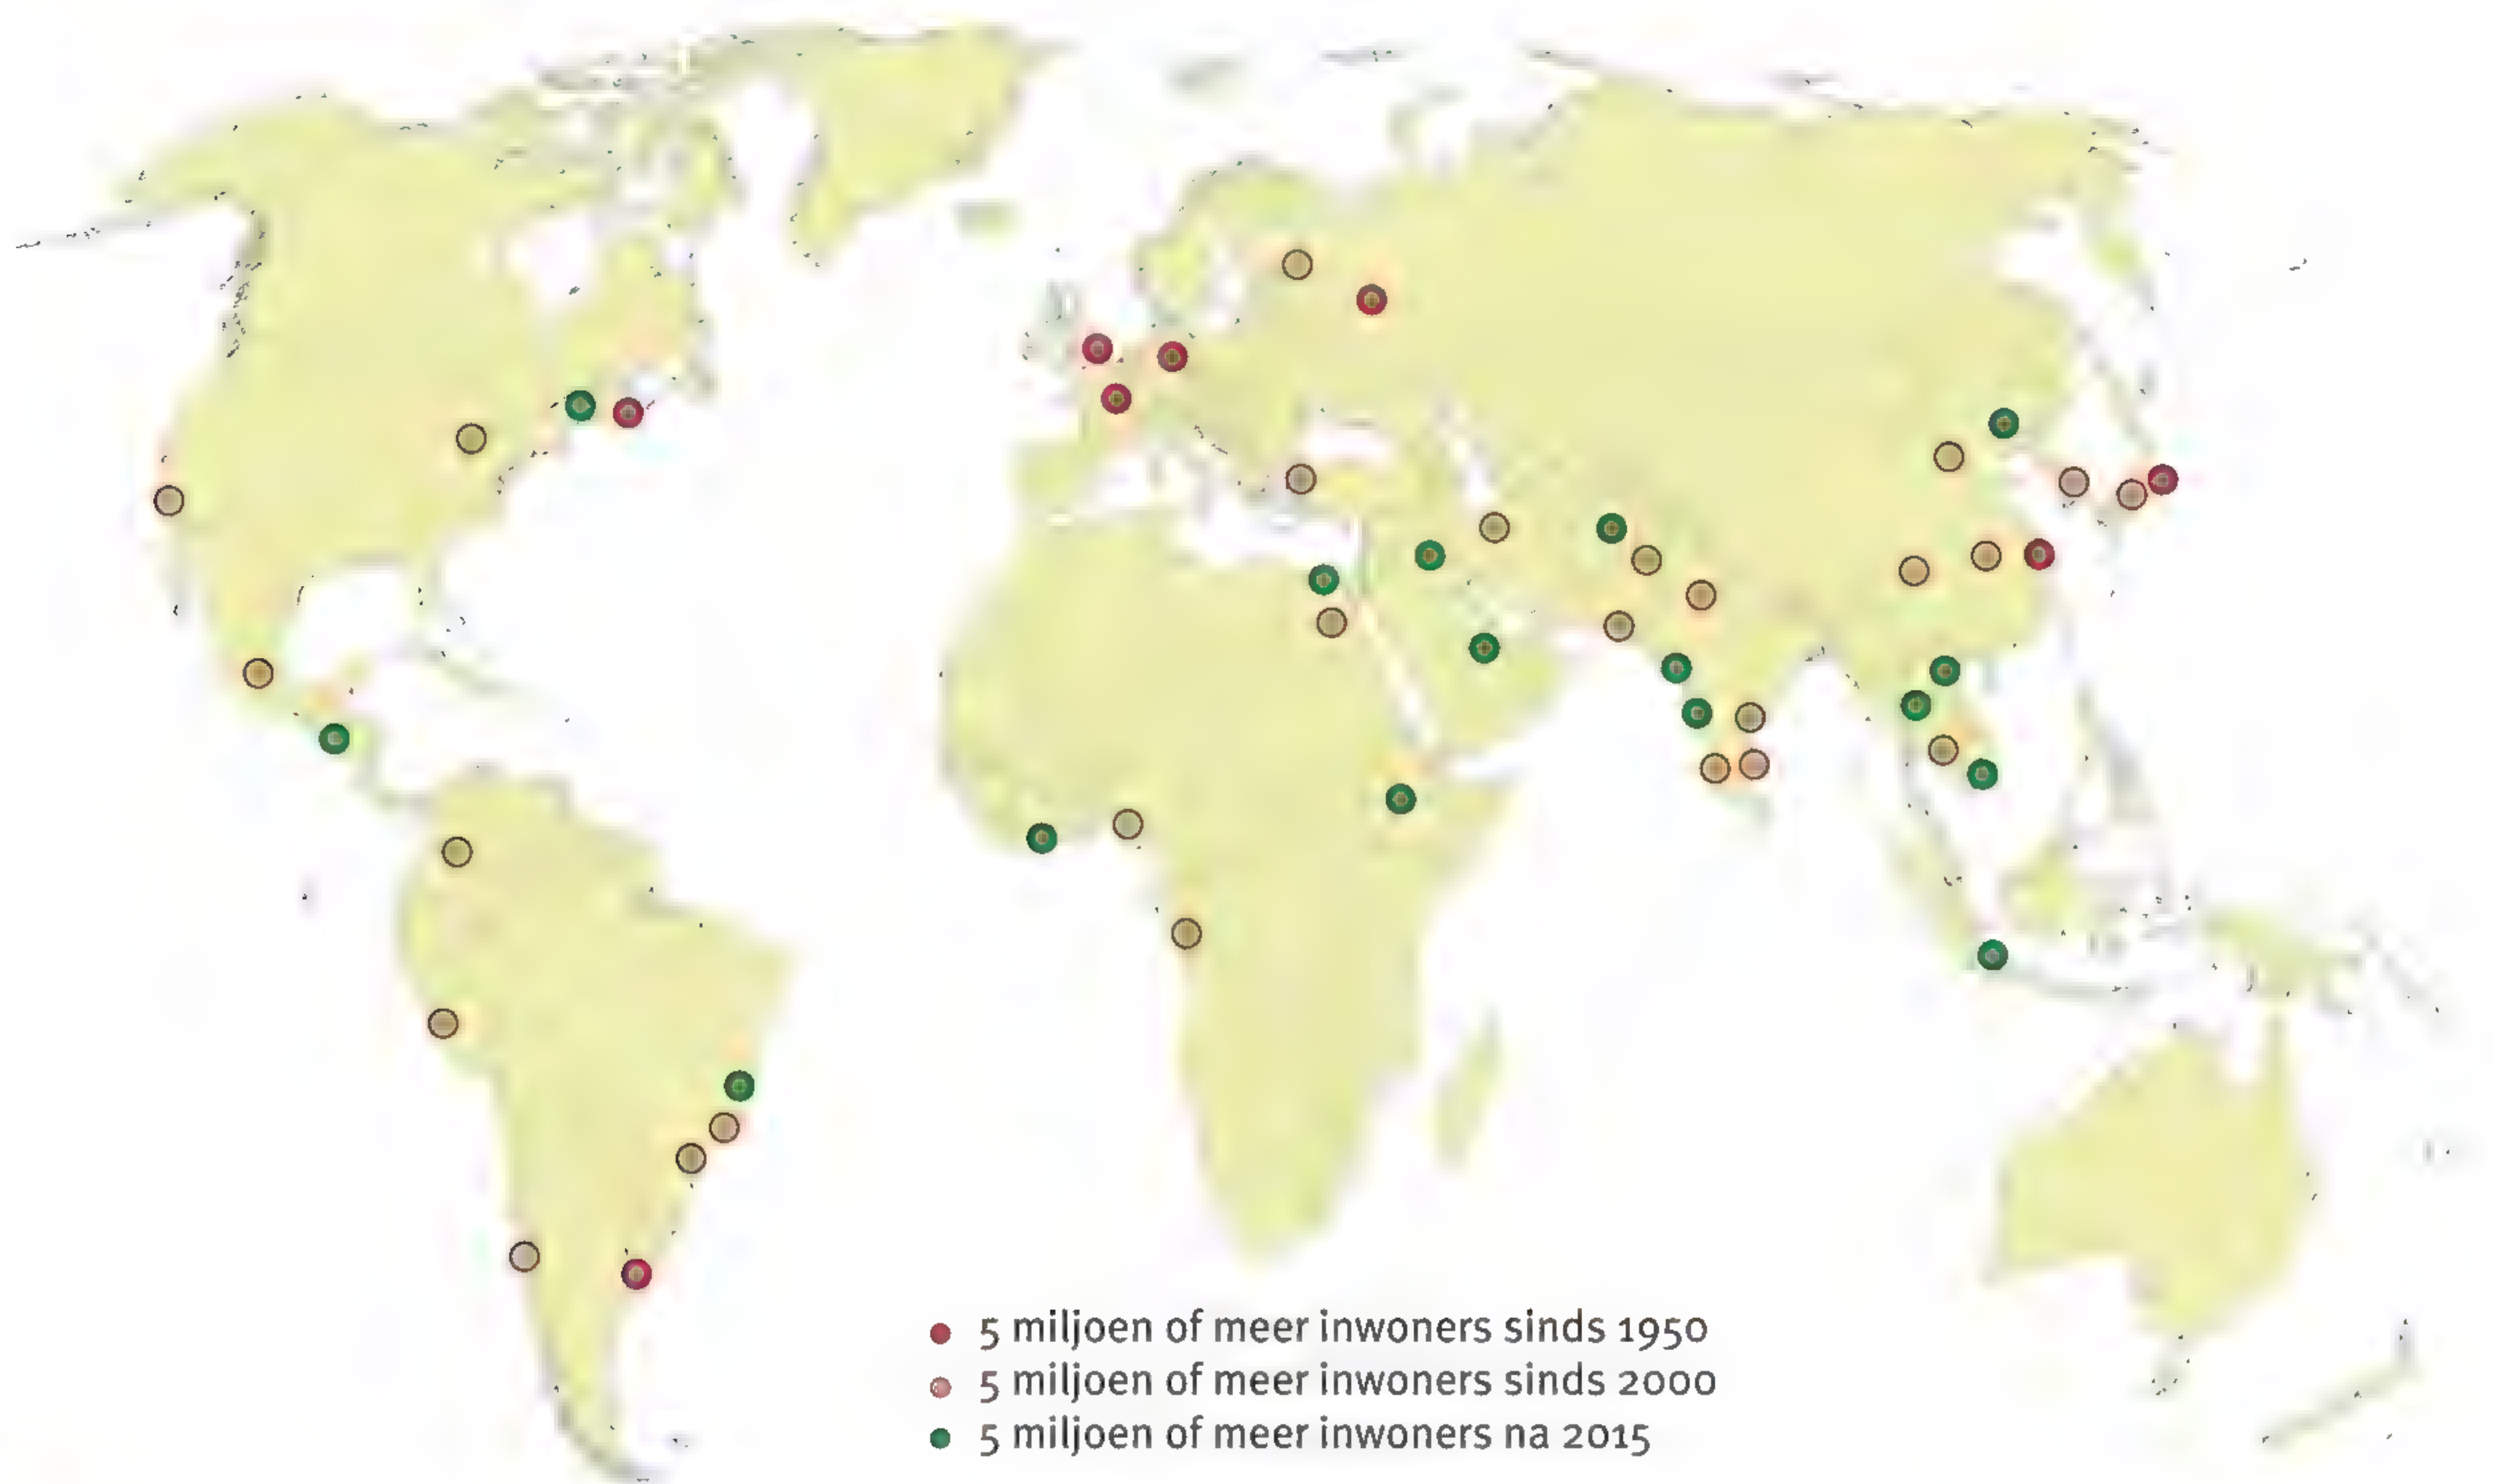 5 miljoen of meer inwoners sinds 1950
5 miljoen of meer inwoners sinds 2000
5 miljoen of meer inwoners na 2015